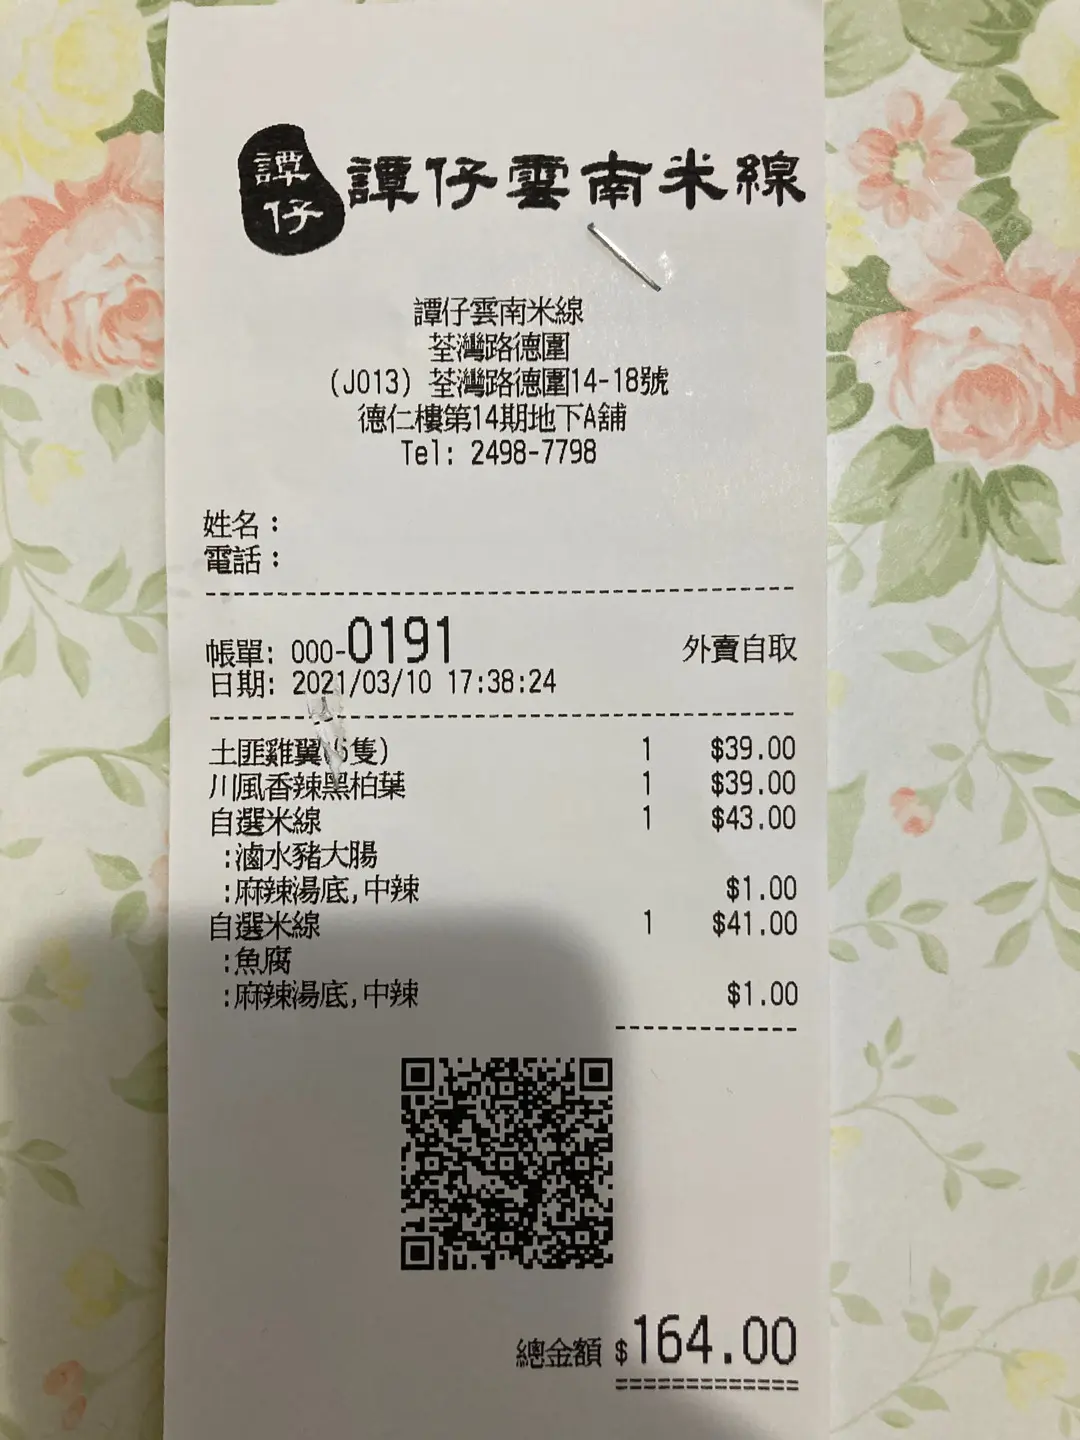 譚仔
譚仔雲南米線
譚仔雲南米線
荃灣路德圍
(J013) 荃灣路德圍14-18號
德仁樓第14期地下A舖
Tel: 2498-7798
姓名：
電話：
帳單: 000-0191 外賣自取
日期: 2021/03/10 17:38:24
土匪雞翼(6隻) 1 $39.00
川風香辣黑柏葉 1 $39.00
自選米線 1 $43.00
:滷水豬大腸
:麻辣湯底,中辣 $1.00
自選米線 1 $41.00
:魚腐
:麻辣湯底,中辣 $1.00
總金額 $164.00